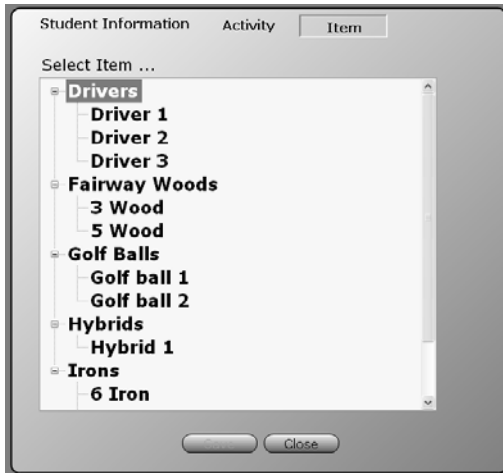 Student Information Activity Item
Select Item ...
Drivers
Driver 1
Driver 2
Driver 3
Fairway Woods
3 Wood
5 Wood
Golf Balls
Golf ball 1
Golf ball 2
Hybrids
Hybrid 1
Irons
6 Iron
Save Close